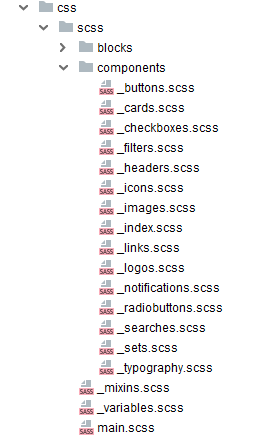 css
scss
blocks
components
_buttons.scss
_cards.scss
_checkboxes.scss
_filters.scss
_headers.scss
_icons.scss
_images.scss
_index.scss
_links.scss
_logos.scss
_notifications.scss
_radiobuttons.scss
_searches.scss
_sets.scss
_typography.scss
_mixins.scss
_variables.scss
main.scss